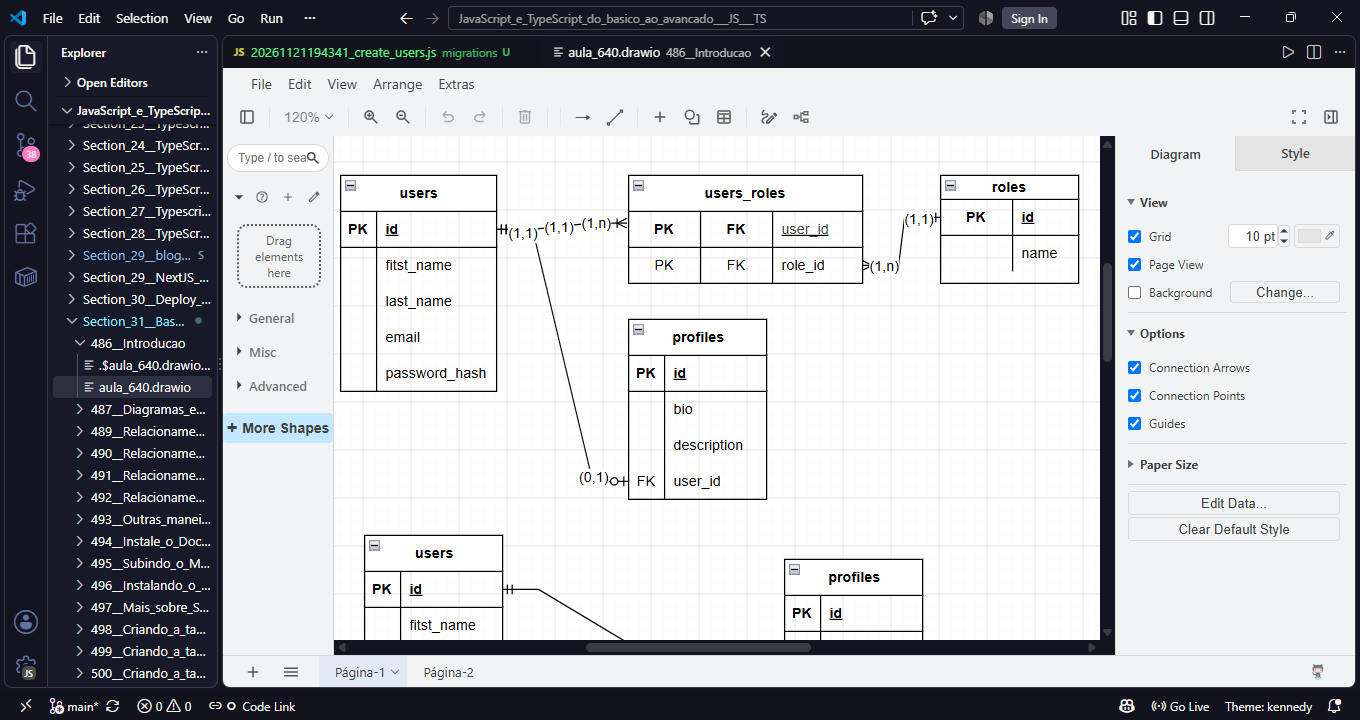 File Edit Selection View Go Run ··· JavaScript_e_TypeScript_do_basico_ao_avancado___JS__TS Sign In
Explorer ···
Open Editors
JavaScript_e_TypeScrip...
Section_23__TypeScr...
Section_24__TypeScr...
Section_25__TypeScr...
Section_26__TypeScr...
Section_27__Typescri...
Section_28__TypeScr...
Section_29__blog... S
Section_29__NextJS_...
Section_30__Deploy_...
Section_31__Bas...
486__Introducao
.$aula_640.drawio...
aula_640.drawio
487__Diagramas_e...
489__Relacioname...
490__Relacioname...
491__Relacioname...
492__Relacioname...
493__Outras_manei...
494__Instale_o_Doc...
495__Subindo_o_M...
496__Instalando_o_...
497__Mais_sobre_S...
498__Criando_a_ta...
499__Criando_a_ta...
500__Criando_a_ta...
38
JS
JS 20261121194341_create_users.js migrations U
aula_640.drawio 486__Introducao
File Edit View Arrange Extras
120%
Type / to sea
Drag
elements
here
General
Misc
Advanced
+ More Shapes
users
PK id
fitst_name
last_name
email
password_hash
(1,1) (1,1) (1,n)
users_roles
PK FK user_id
PK FK role_id
(1,n)
(1,1)
roles
PK id
name
profiles
PK id
bio
description
FK user_id
(0,1)
users
PK id
fitst_name
profiles
PK id
Diagram Style
View
Grid 10 pt
Page View
Background Change...
Options
Connection Arrows
Connection Points
Guides
Paper Size
Edit Data...
Clear Default Style
Página-1 Página-2
main* 0 0 Code Link Go Live Theme: kennedy